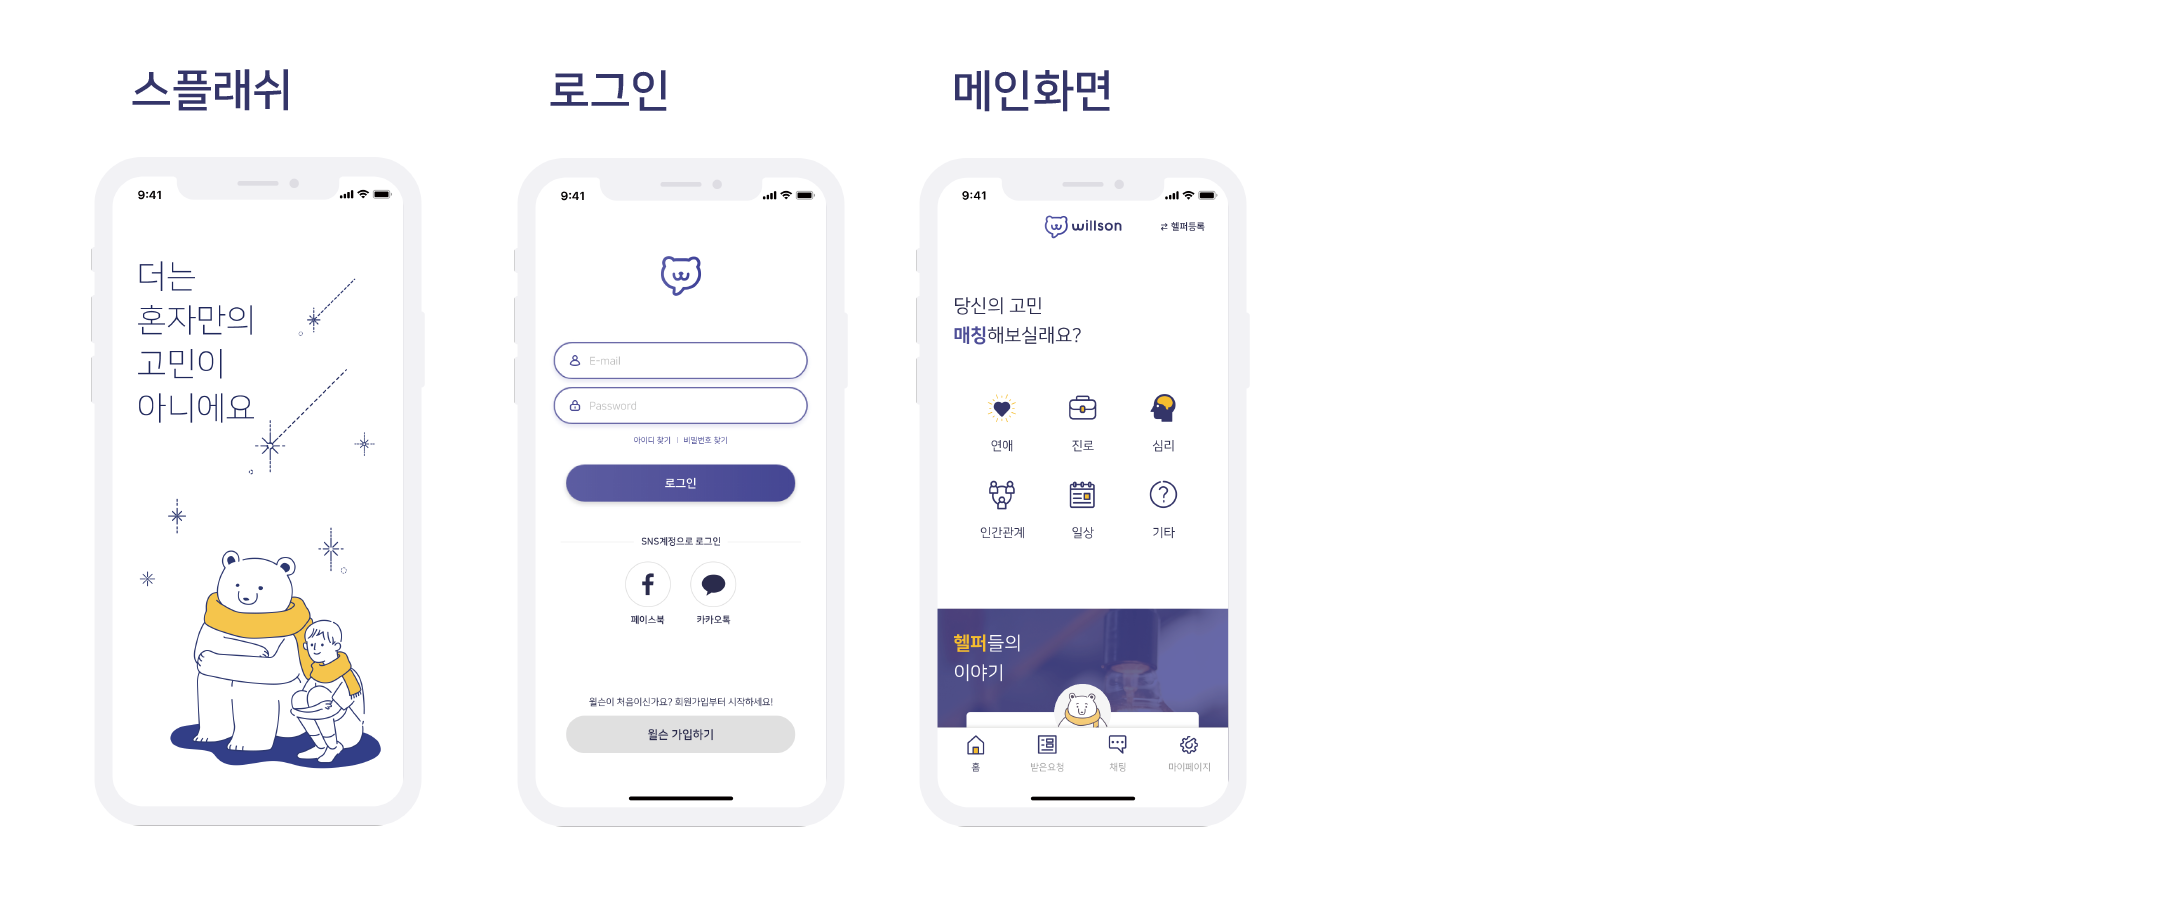 스플래쉬
로그인
메인화면
9:41
더는
혼자만의
고민이
아니에요
9:41
E-mail
Password
아이디 찾기 | 비밀번호 찾기
로그인
SNS계정으로 로그인
페이스북 카카오톡
윌슨이 처음이신가요? 회원가입부터 시작하세요!
윌슨 가입하기
9:41
willson
헬퍼등록
당신의 고민
매칭해보실래요?
연애 진로 심리
인간관계 일상 기타
헬퍼들의
이야기
홈 받은요청 채팅 마이페이지